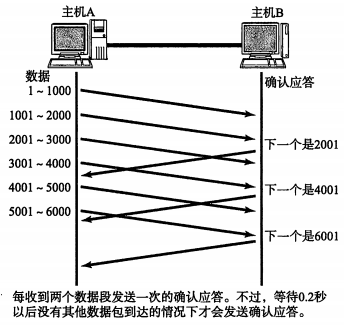 主机A
主机B
数据
确认应答
1～1000
1001～2000
2001～3000
下一个是2001
3001～4000
4001～5000
下一个是4001
5001～6000
下一个是6001
每收到两个数据段发送一次的确认应答。不过，等待0.2秒
以后没有其他数据包到达的情况下才会发送确认应答。